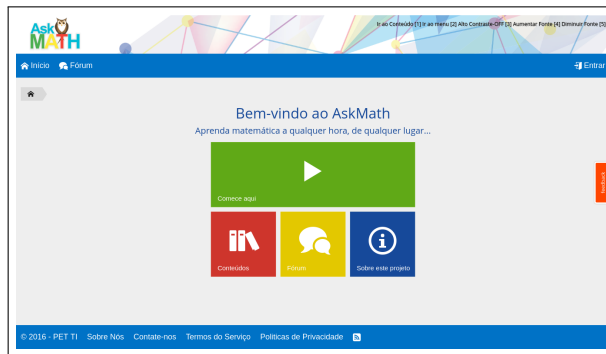 Ask
MATH
Ir ao Conteúdo [1] Ir ao menu [2] Alto Contraste-OFF [3] Aumentar Fonte [4] Diminuir Fonte [5]
Início Fórum Entrar
Bem-vindo ao AskMath
Aprenda matemática a qualquer hora, de qualquer lugar...
Comece aqui
Feedback
Conteúdos Fórum Sobre este projeto
© 2016 - PET TI Sobre Nós Contate-nos Termos do Serviço Politicas de Privacidade